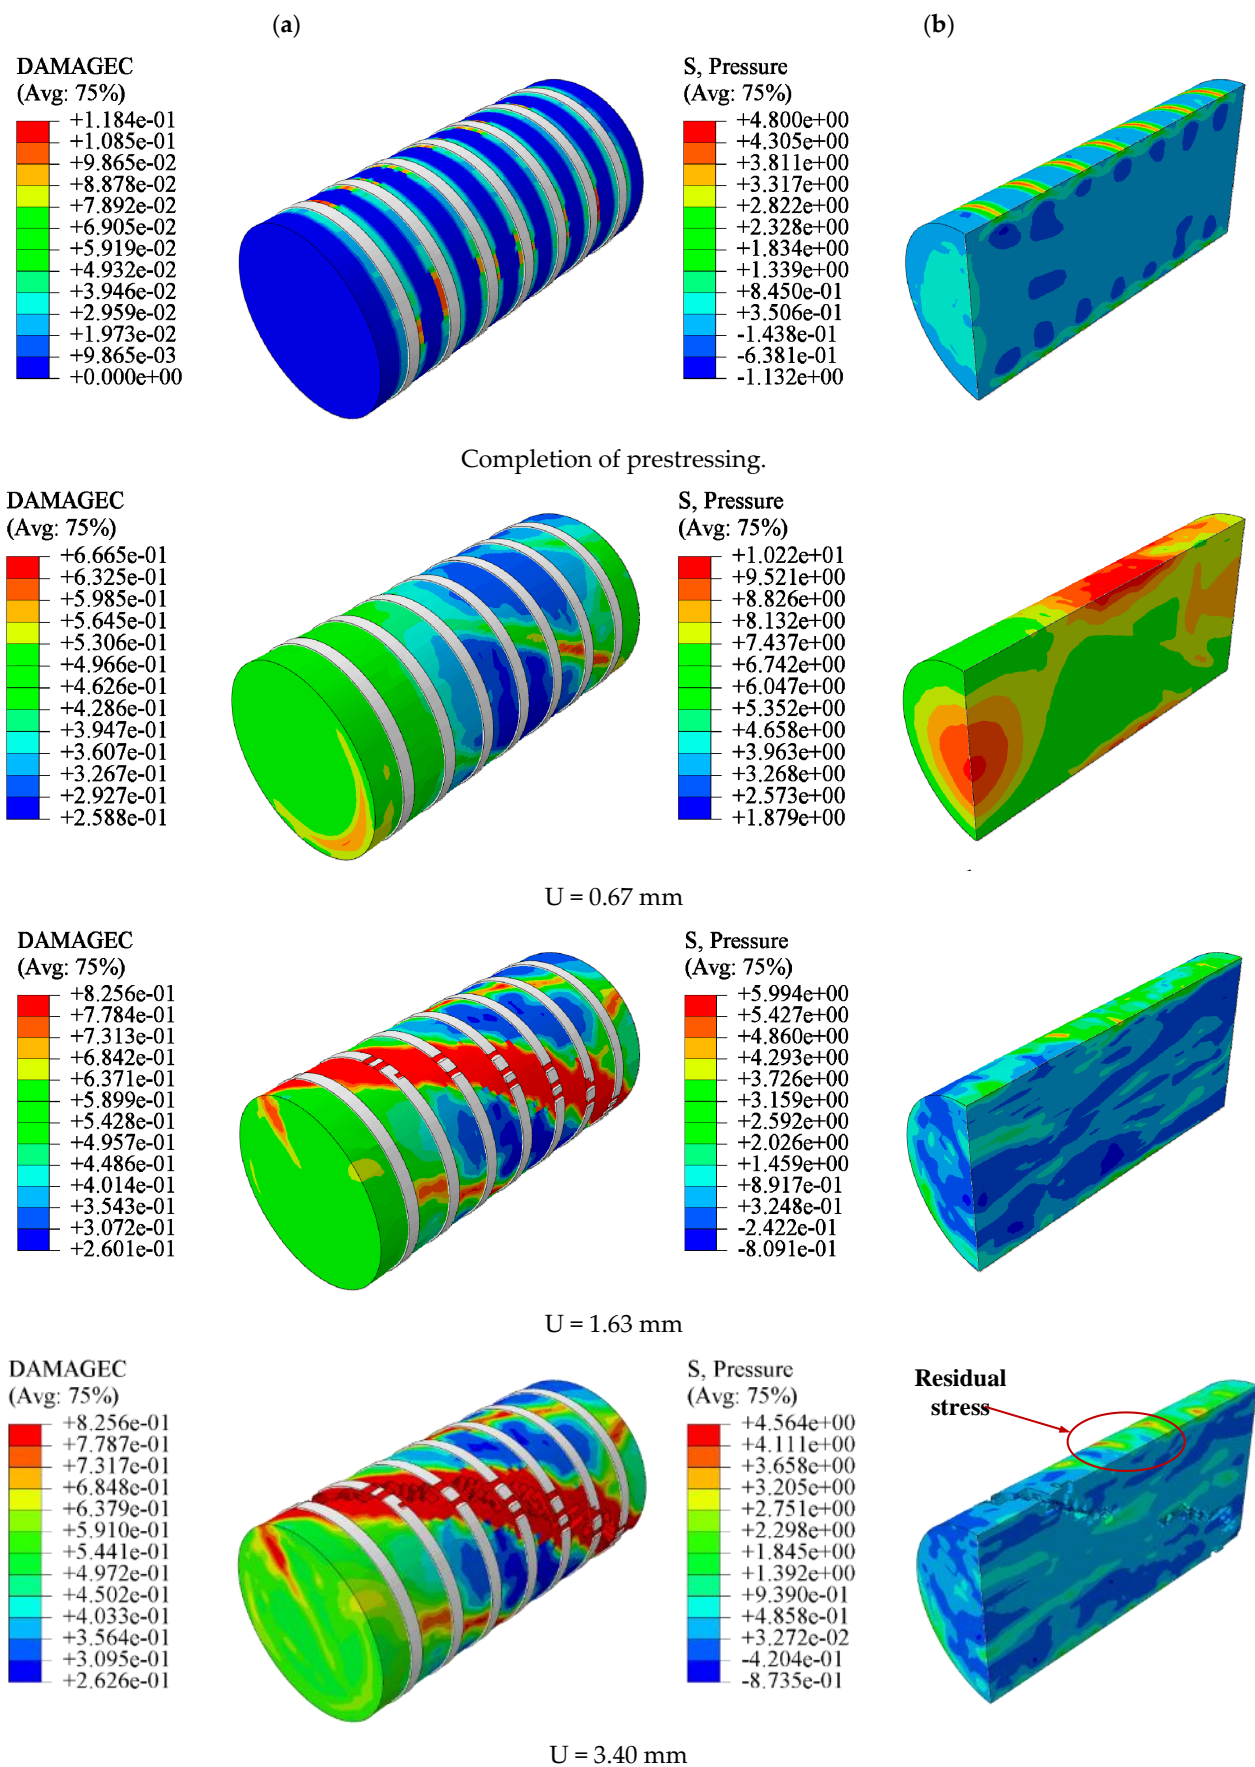 (a)
(b)
DAMAGEC
(Avg: 75%)
+1.184e-01
+1.085e-01
+9.865e-02
+8.878e-02
+7.892e-02
+6.905e-02
+5.919e-02
+4.932e-02
+3.946e-02
+2.959e-02
+1.973e-02
+9.865e-03
+0.000e+00
S, Pressure
(Avg: 75%)
+4.800e+00
+4.305e+00
+3.811e+00
+3.317e+00
+2.822e+00
+2.328e+00
+1.834e+00
+1.339e+00
+8.450e-01
+3.506e-01
-1.438e-01
-6.381e-01
-1.132e+00
Completion of prestressing.
DAMAGEC
(Avg: 75%)
+6.665e-01
+6.325e-01
+5.985e-01
+5.645e-01
+5.306e-01
+4.966e-01
+4.626e-01
+4.286e-01
+3.947e-01
+3.607e-01
+3.267e-01
+2.927e-01
+2.588e-01
S, Pressure
(Avg: 75%)
+1.022e+01
+9.521e+00
+8.826e+00
+8.132e+00
+7.437e+00
+6.742e+00
+6.047e+00
+5.352e+00
+4.658e+00
+3.963e+00
+3.268e+00
+2.573e+00
+1.879e+00
U = 0.67 mm
DAMAGEC
(Avg: 75%)
+8.256e-01
+7.784e-01
+7.313e-01
+6.842e-01
+6.371e-01
+5.899e-01
+5.428e-01
+4.957e-01
+4.486e-01
+4.014e-01
+3.543e-01
+3.072e-01
+2.601e-01
S, Pressure
(Avg: 75%)
+5.994e+00
+5.427e+00
+4.860e+00
+4.293e+00
+3.726e+00
+3.159e+00
+2.592e+00
+2.026e+00
+1.459e+00
+8.917e-01
+3.248e-01
-2.422e-01
-8.091e-01
U = 1.63 mm
DAMAGEC
(Avg: 75%)
+8.256e-01
+7.787e-01
+7.317e-01
+6.848e-01
+6.379e-01
+5.910e-01
+5.441e-01
+4.972e-01
+4.502e-01
+4.033e-01
+3.564e-01
+3.095e-01
+2.626e-01
S, Pressure
(Avg: 75%)
+4.564e+00
+4.111e+00
+3.658e+00
+3.205e+00
+2.751e+00
+2.298e+00
+1.845e+00
+1.392e+00
+9.390e-01
+4.858e-01
+3.272e-02
-4.204e-01
-8.735e-01
Residual
stress
U = 3.40 mm